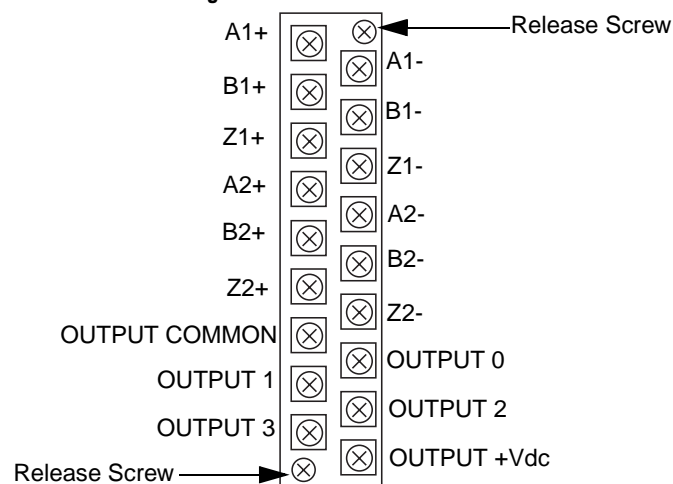 A1+
Release Screw
A1-
B1+
B1-
Z1+
Z1-
A2+
A2-
B2+
B2-
Z2+
Z2-
OUTPUT COMMON
OUTPUT 0
OUTPUT 1
OUTPUT 2
OUTPUT 3
OUTPUT +Vdc
Release Screw